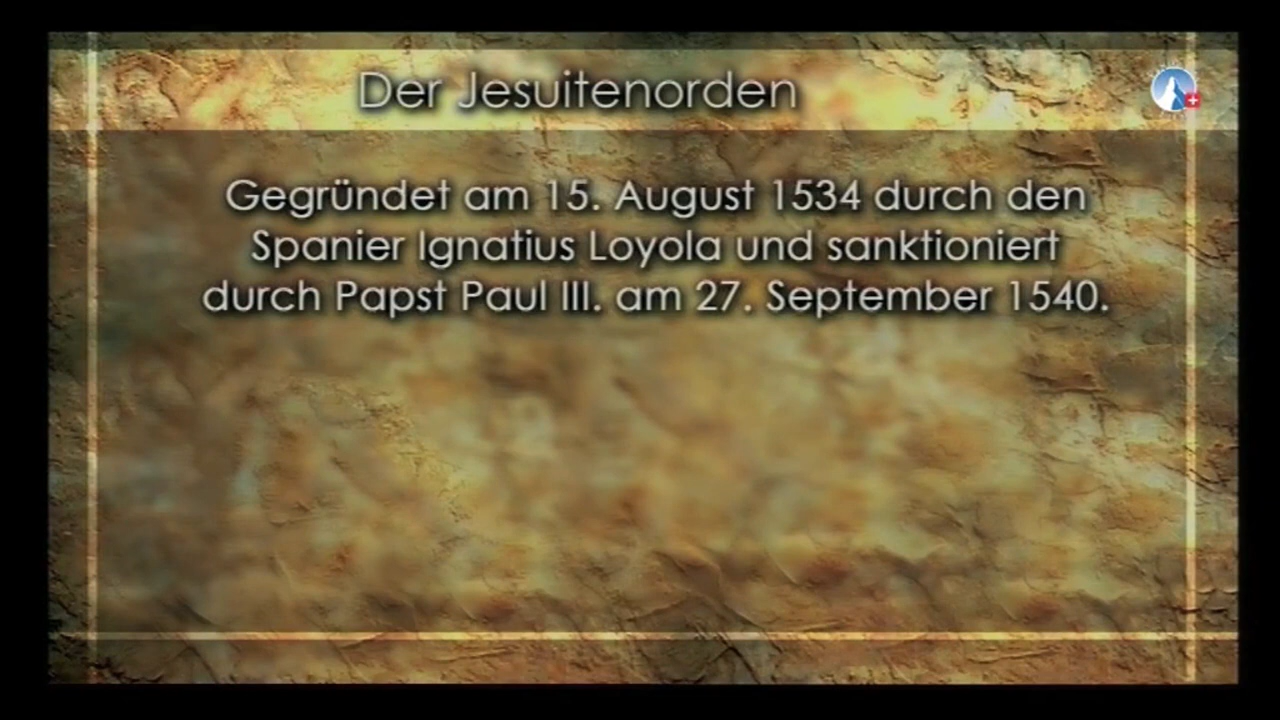 Der Jesuitenorden
Gegründet am 15. August 1534 durch den
Spanier Ignatius Loyola und sanktioniert
durch Papst Paul III. am 27. September 1540.